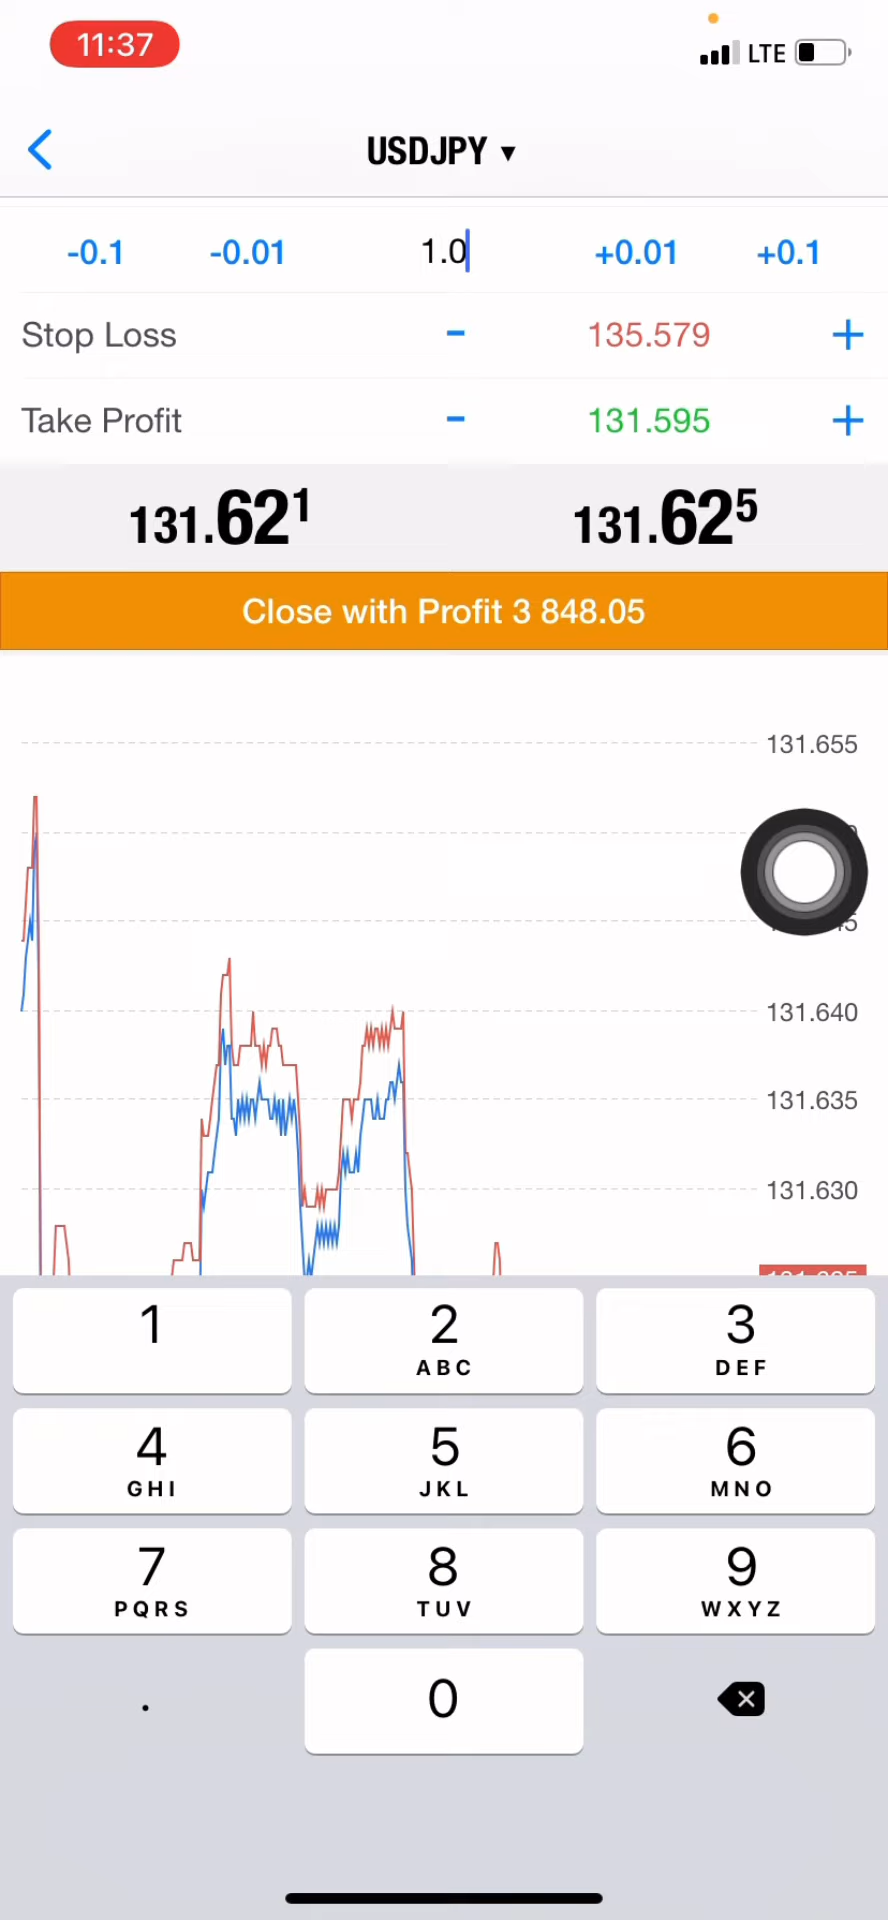 11:37
LTE
USDJPY ▼
-0.1 -0.01 1.0 +0.01 +0.1
Stop Loss - 135.579 +
Take Profit - 131.595 +
131.621 131.625
Close with Profit 3 848.05
131.655
131.640
131.635
131.630
1 2 3
ABC DEF
4 5 6
GHI JKL MNO
7 8 9
PQRS TUV WXYZ
. 0